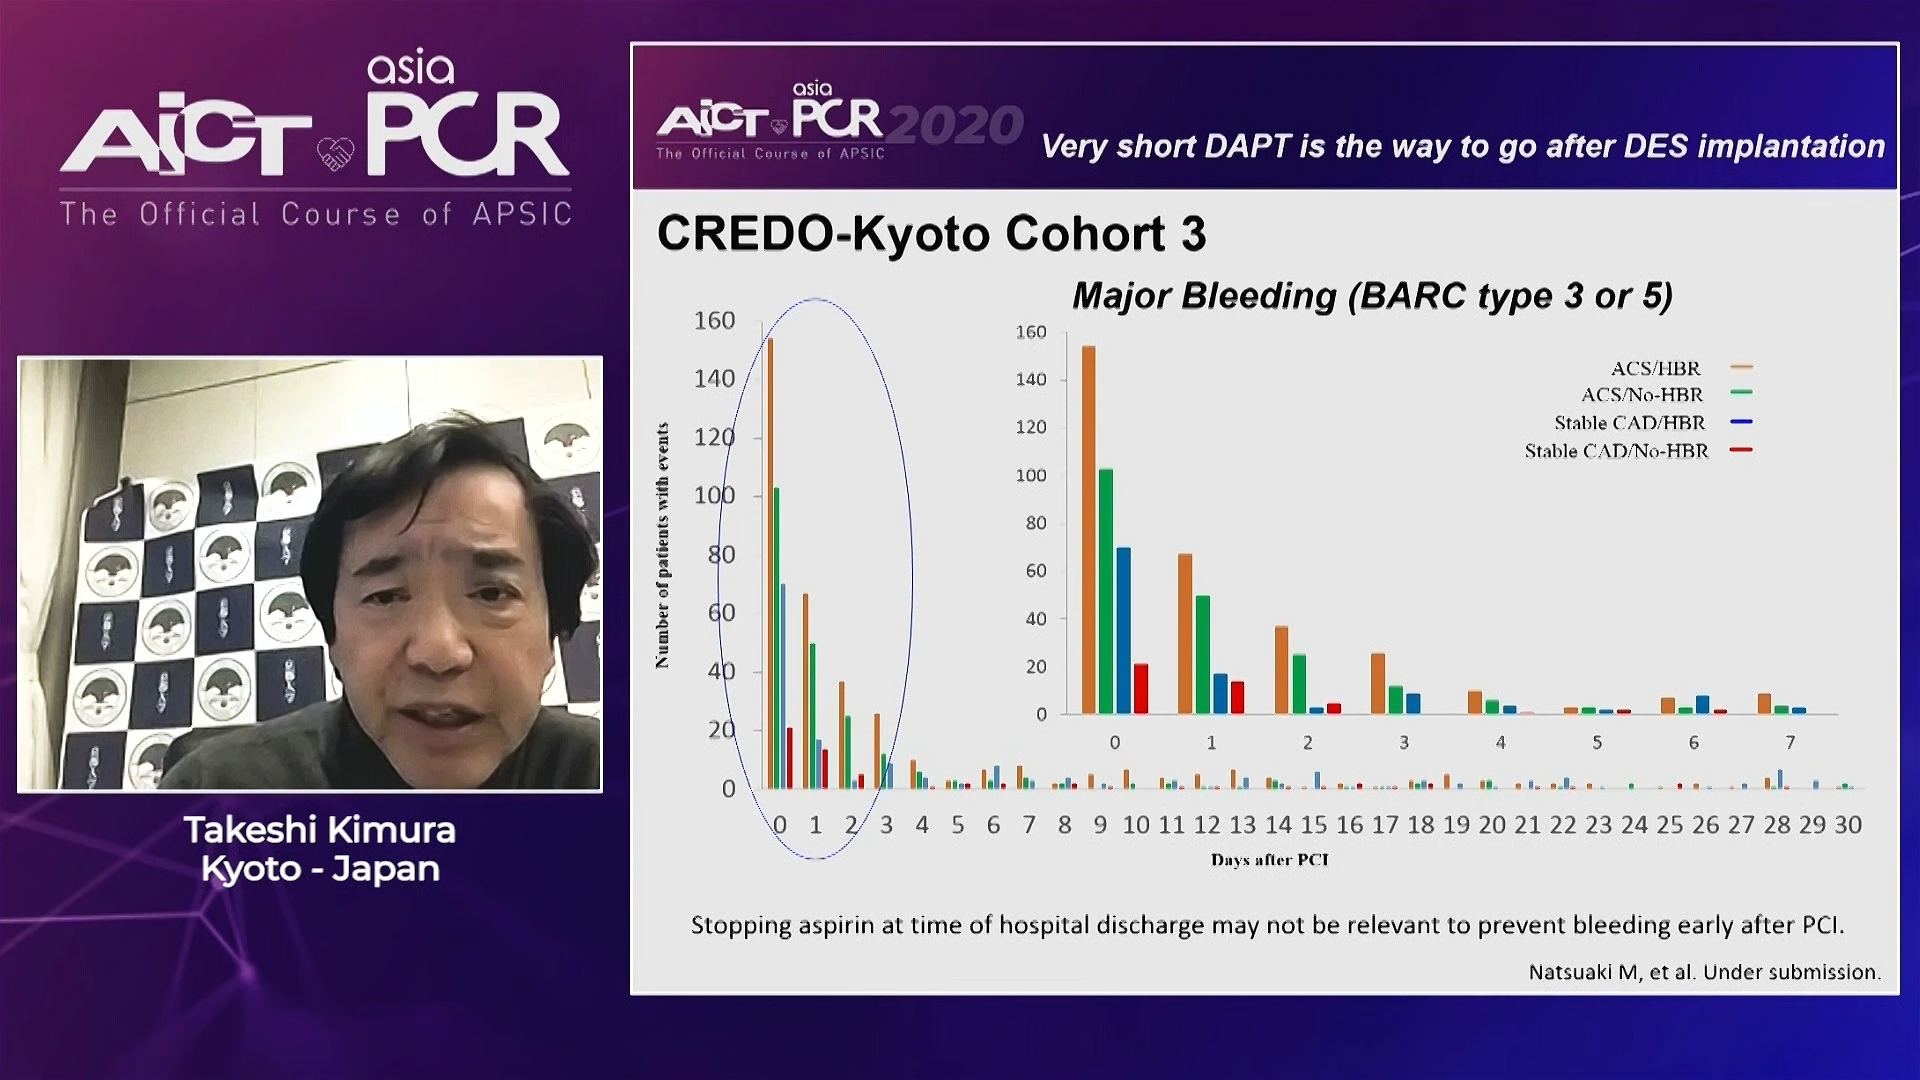 asia
AICT PCR
The Official Course of APSIC
Takeshi Kimura
Kyoto - Japan
asia
AICT PCR 2020
The Official Course of APSIC
Very short DAPT is the way to go after DES implantation
CREDO-Kyoto Cohort 3
Major Bleeding (BARC type 3 or 5)
Number of patients with events
160
140
120
100
80
60
40
20
0
160
140
120
100
80
60
40
20
0
ACS/HBR
ACS/No-HBR
Stable CAD/HBR
Stable CAD/No-HBR
0 1 2 3 4 5 6 7
0 1 2 3 4 5 6 7 8 9 10 11 12 13 14 15 16 17 18 19 20 21 22 23 24 25 26 27 28 29 30
Days after PCI
Stopping aspirin at time of hospital discharge may not be relevant to prevent bleeding early after PCI.
Natsuaki M, et al. Under submission.